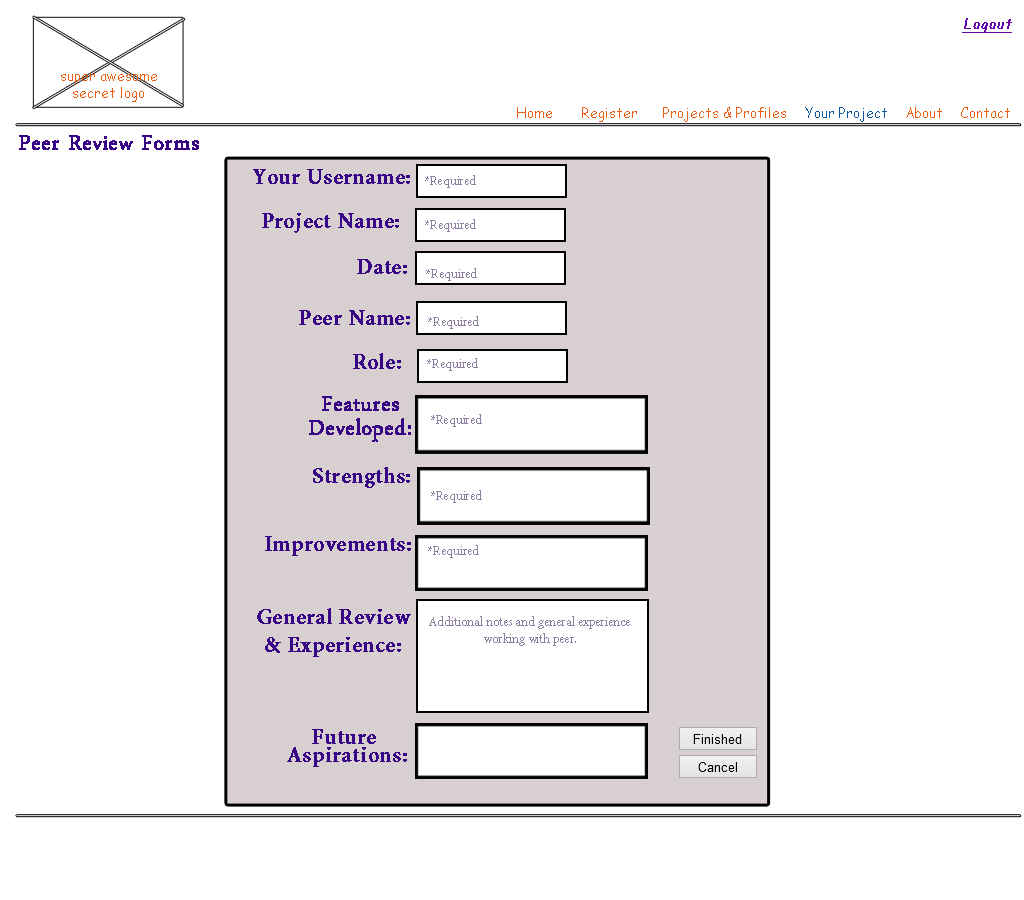 Logout
super awesome
secret logo
Home Register Projects & Profiles Your Project About Contact
Peer Review Forms
Your Username: *Required
Project Name: *Required
Date: *Required
Peer Name: *Required
Role: *Required
Features
Developed: *Required
Strengths: *Required
Improvements: *Required
General Review
& Experience:
Additional notes and general experience
working with peer.
Future
Aspirations:
Finished
Cancel